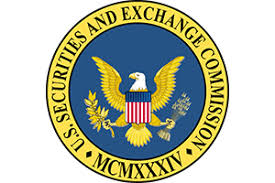 U.S. SECURITIES AND EXCHANGE COMMISSION
MCMXXXIV